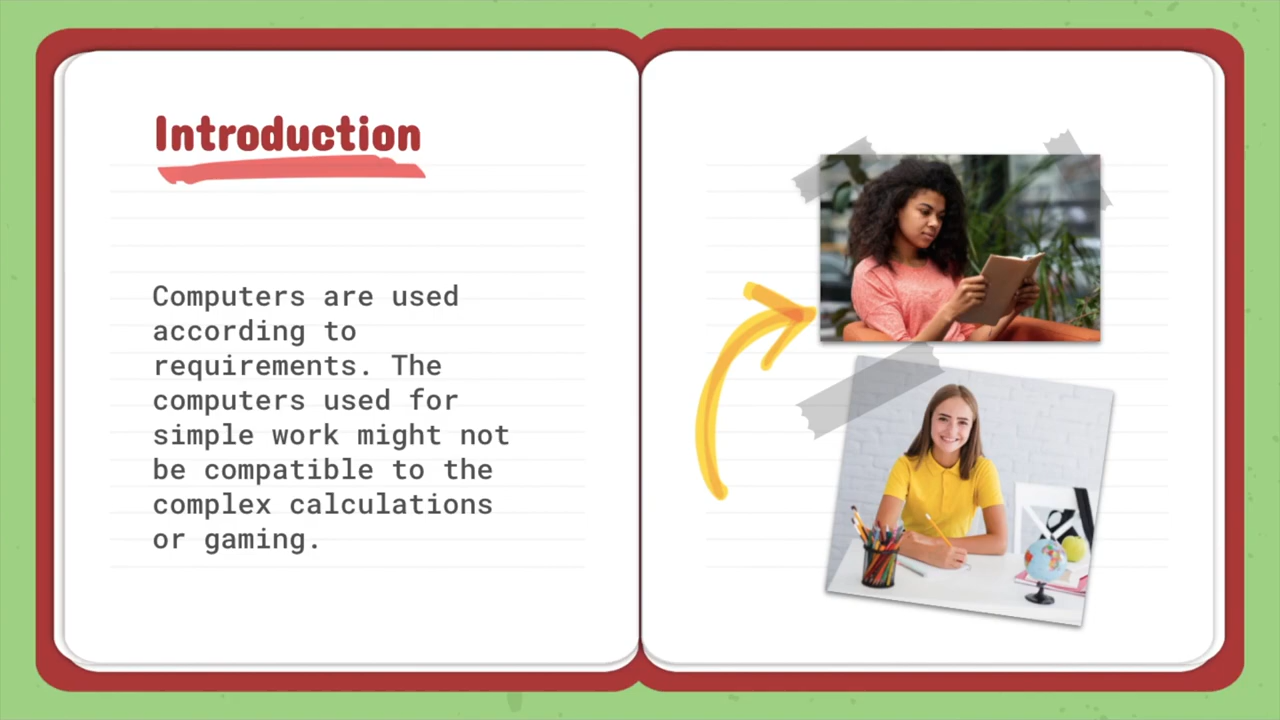 Introduction
Computers are used
according to
requirements. The
computers used for
simple work might not
be compatible to the
complex calculations
or gaming.